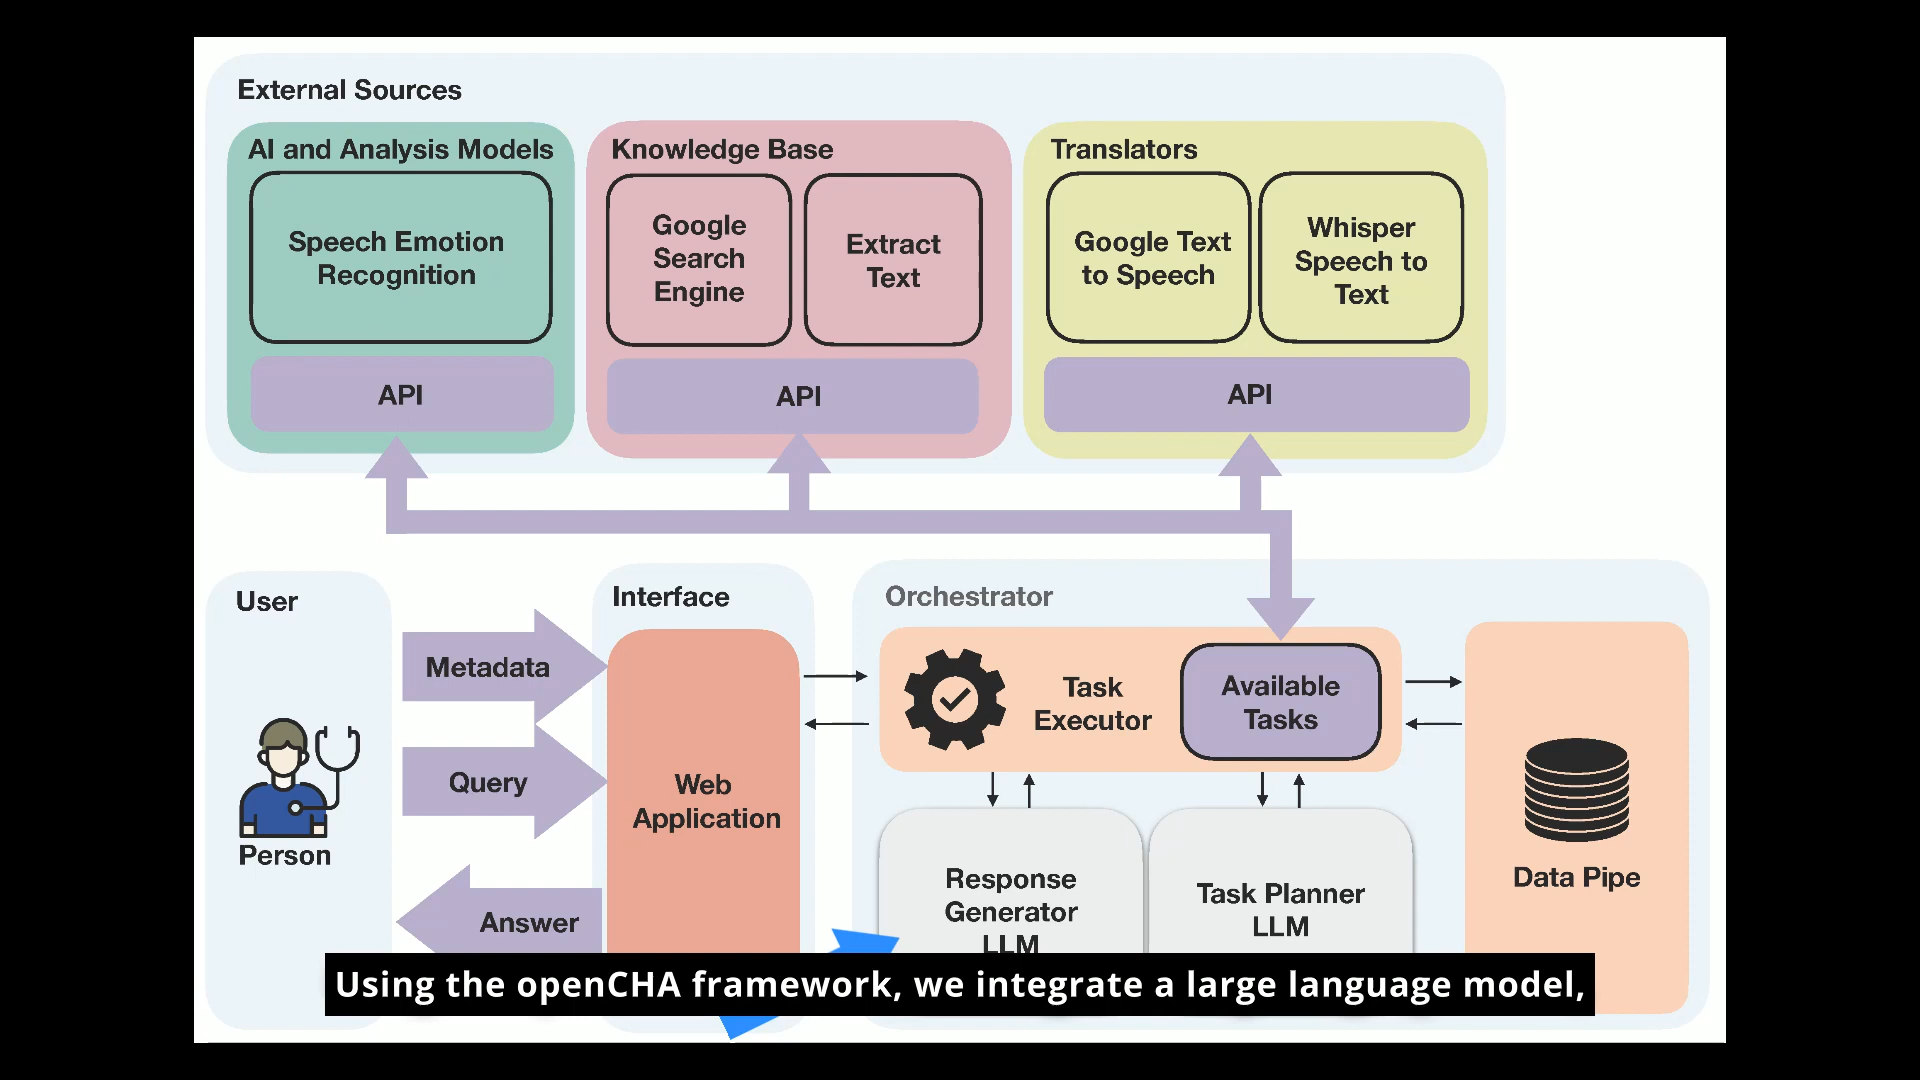 External Sources
AI and Analysis Models
Speech Emotion
Recognition
API
Knowledge Base
Google
Search
Engine
Extract
Text
API
Translators
Google Text
to Speech
Whisper
Speech to
Text
API
User
Person
Metadata
Query
Answer
Interface
Web
Application
Orchestrator
Task
Executor
Available
Tasks
Response
Generator
LLM
Task Planner
LLM
Data Pipe
Using the openCHA framework, we integrate a large language model,